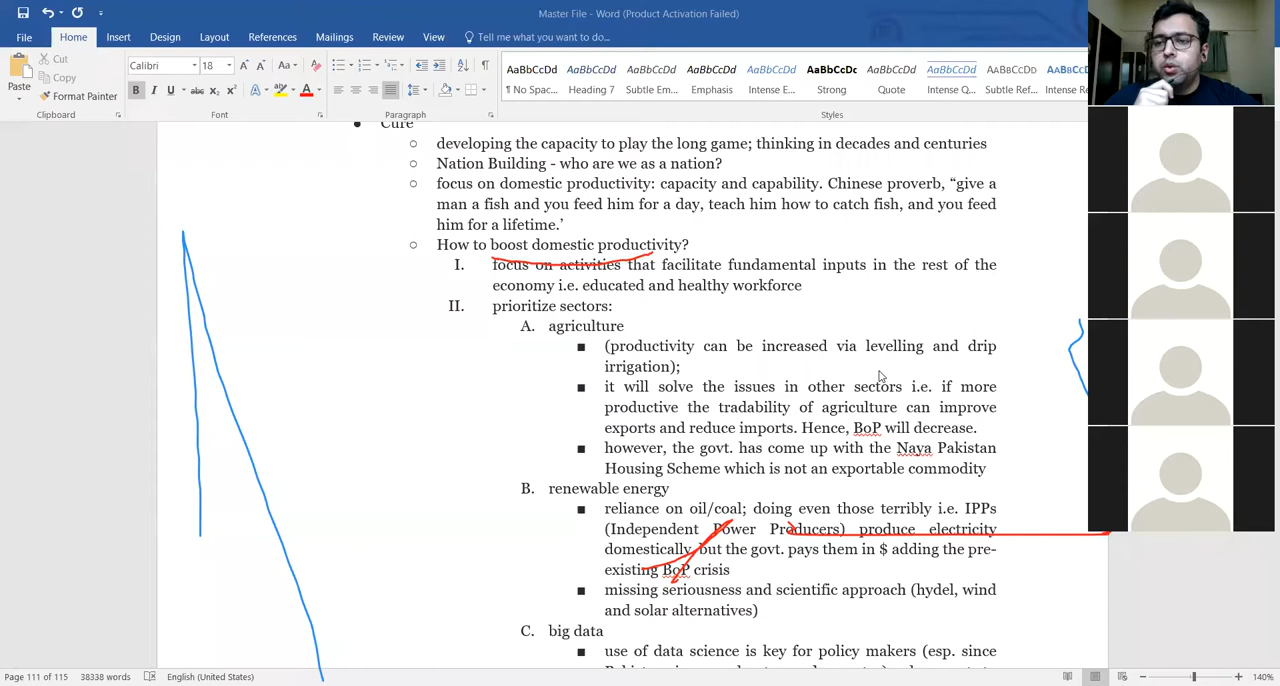 Master File - Word (Product Activation Failed)
File Home Insert Design Layout References Mailings Review View Tell me what you want to do...
Paste
Cut
Copy
Format Painter
Clipboard
Calibri 18
Font
Paragraph
AaBbCcDd AaBbCcDd AaBbCcDd AaBbCcDd AaBbCcDd AaBbCcDc AaBbCcDd AaBbCcDd AABBCCDD AABBCCDD
¶ No Spac... Heading 7 Subtle Em... Emphasis Intense E... Strong Quote Intense Q... Subtle Ref... Intense Re
Styles
● Cure
○ developing the capacity to play the long game; thinking in decades and centuries
○ Nation Building - who are we as a nation?
○ focus on domestic productivity: capacity and capability. Chinese proverb, “give a
man a fish and you feed him for a day, teach him how to catch fish, and you feed
him for a lifetime.’
○ How to boost domestic productivity?
I. focus on activities that facilitate fundamental inputs in the rest of the
economy i.e. educated and healthy workforce
II. prioritize sectors:
A. agriculture
■ (productivity can be increased via levelling and drip
irrigation);
■ it will solve the issues in other sectors i.e. if more
productive the tradability of agriculture can improve
exports and reduce imports. Hence, BoP will decrease.
■ however, the govt. has come up with the Naya Pakistan
Housing Scheme which is not an exportable commodity
B. renewable energy
■ reliance on oil/coal; doing even those terribly i.e. IPPs
(Independent Power Producers) produce electricity
domestically, but the govt. pays them in $ adding the pre-
existing BoP crisis
■ missing seriousness and scientific approach (hydel, wind
and solar alternatives)
C. big data
■ use of data science is key for policy makers (esp. since
Page 111 of 115 38338 words English (United States) 140%